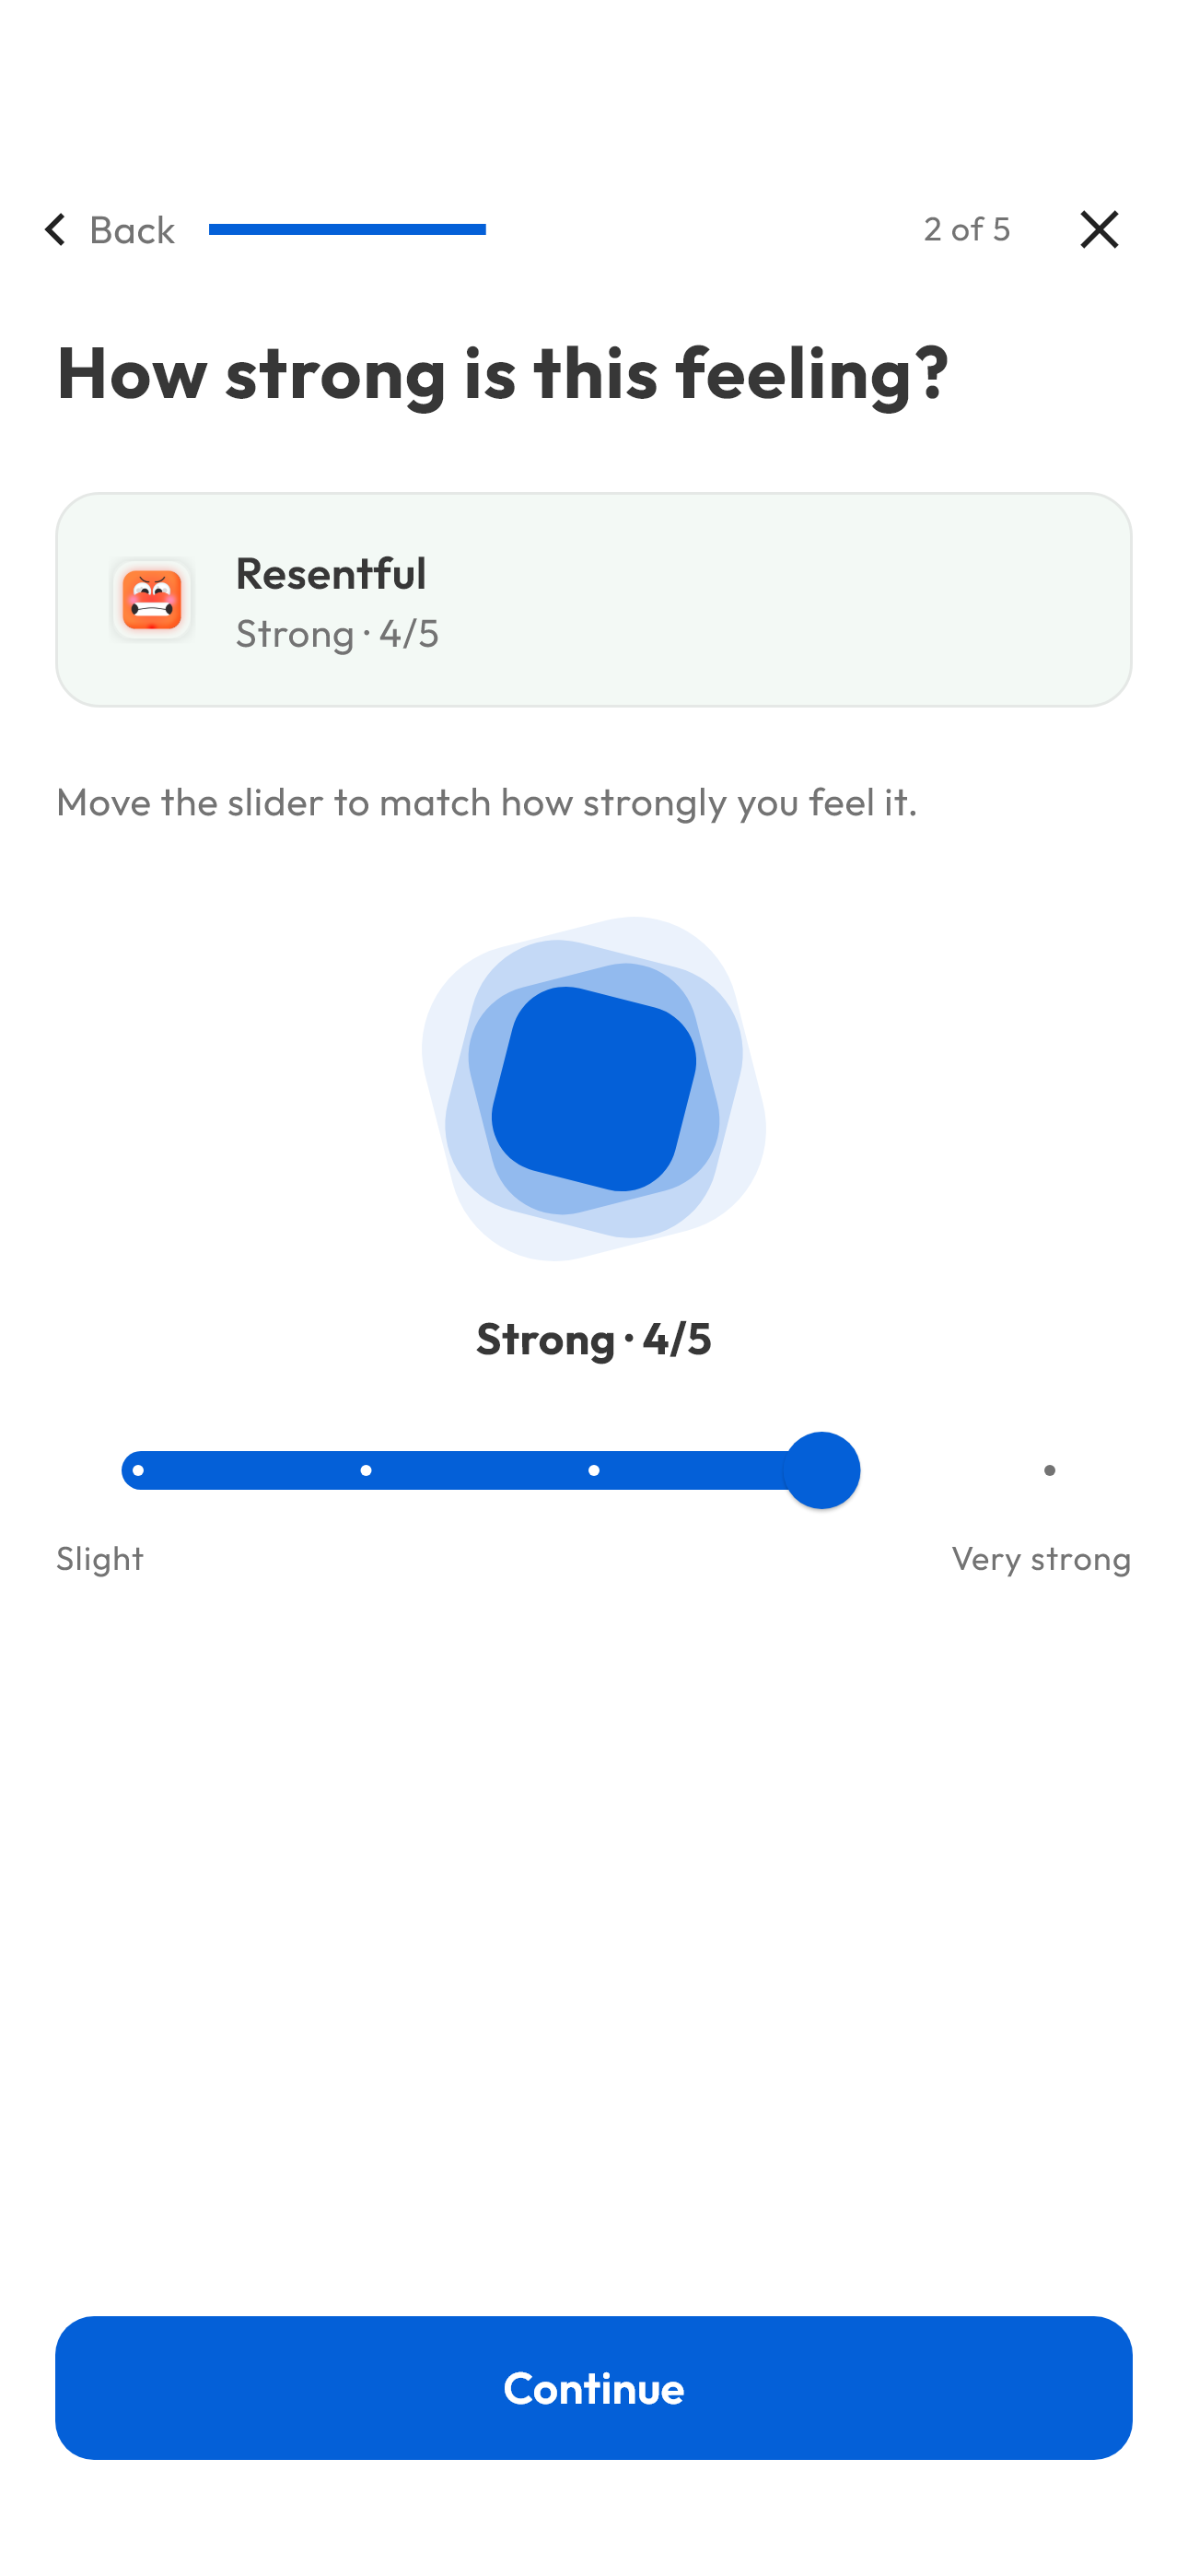 Back
2 of 5
How strong is this feeling?
Resentful
Strong · 4/5
Move the slider to match how strongly you feel it.
Strong · 4/5
Slight
Very strong
Continue